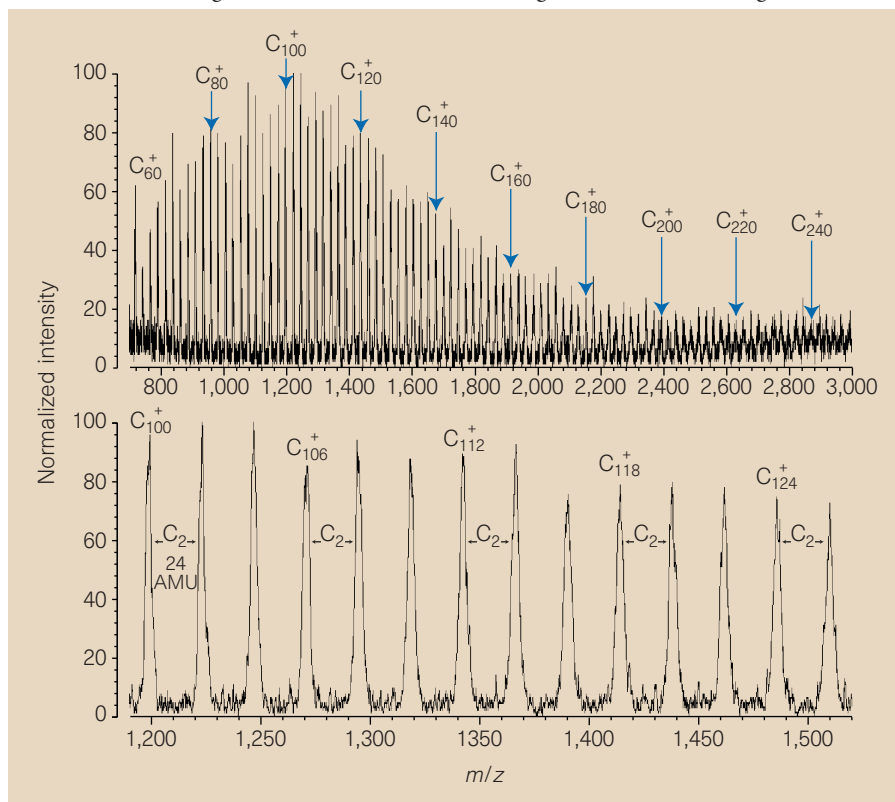 C100+
C80+
C120+
C60+
C140+
C160+
C180+
C200+
C220+
C240+
100
80
60
40
20
0
800 1,000 1,200 1,400 1,600 1,800 2,000 2,200 2,400 2,600 2,800 3,000
Normalized intensity
C100+
C106+
C112+
C118+
C124+
100
80
60
40
20
0
C2 C2 C2 C2 C2
24
AMU
1,200 1,250 1,300 1350 1,400 1,450 1,500
m/z